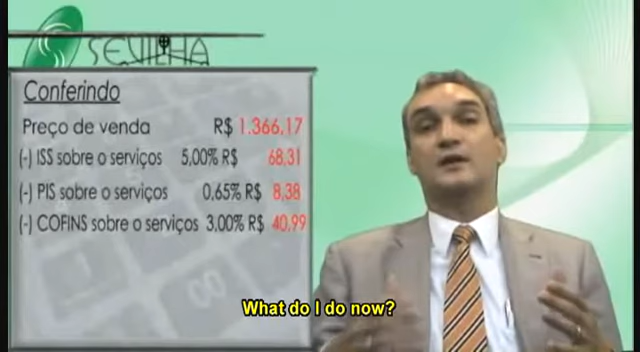 SEVILHA
Conferindo
Preço de venda R$ 1.366,17
(-) ISS sobre o serviços 5,00% R$ 68,31
(-) PIS sobre o serviços 0,65% R$ 8,38
(-) COFINS sobre o serviços 3,00% R$ 40,99
What do I do now?